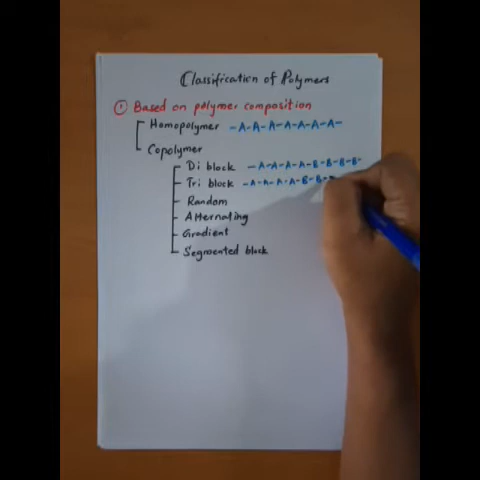 Classification of Polymers
① Based on polymer composition
Homopolymer -A-A-A-A-A-A-A-
Copolymer
Di block -A-A-A-A-B-B-B-B-
Tri block -A-A-A-A-B-B-
Random
Alternating
Gradient
Segmented block